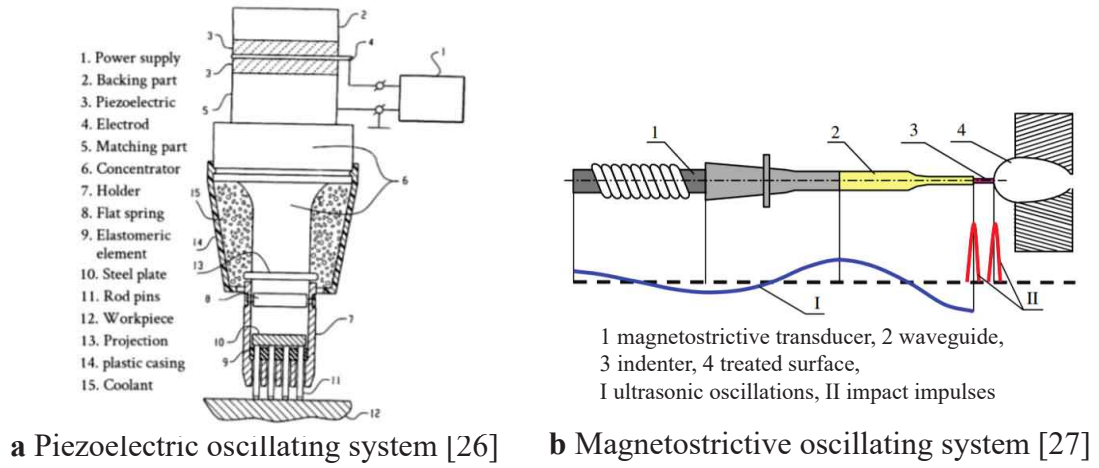 1. Power supply
2. Backing part
3. Piezoelectric
4. Electrod
5. Matching part
6. Concentrator
7. Holder
8. Flat spring
9. Elastomeric
element
10. Steel plate
11. Rod pins
12. Workpiece
13. Projection
14. plastic casing
15. Coolant
2
3
4
1
3
5
6
15
14
13
8
7
10
9
11
12
a Piezoelectric oscillating system [26]
1
2
3
4
I
II
1 magnetostrictive transducer, 2 waveguide,
3 indenter, 4 treated surface,
I ultrasonic oscillations, II impact impulses
b Magnetostrictive oscillating system [27]